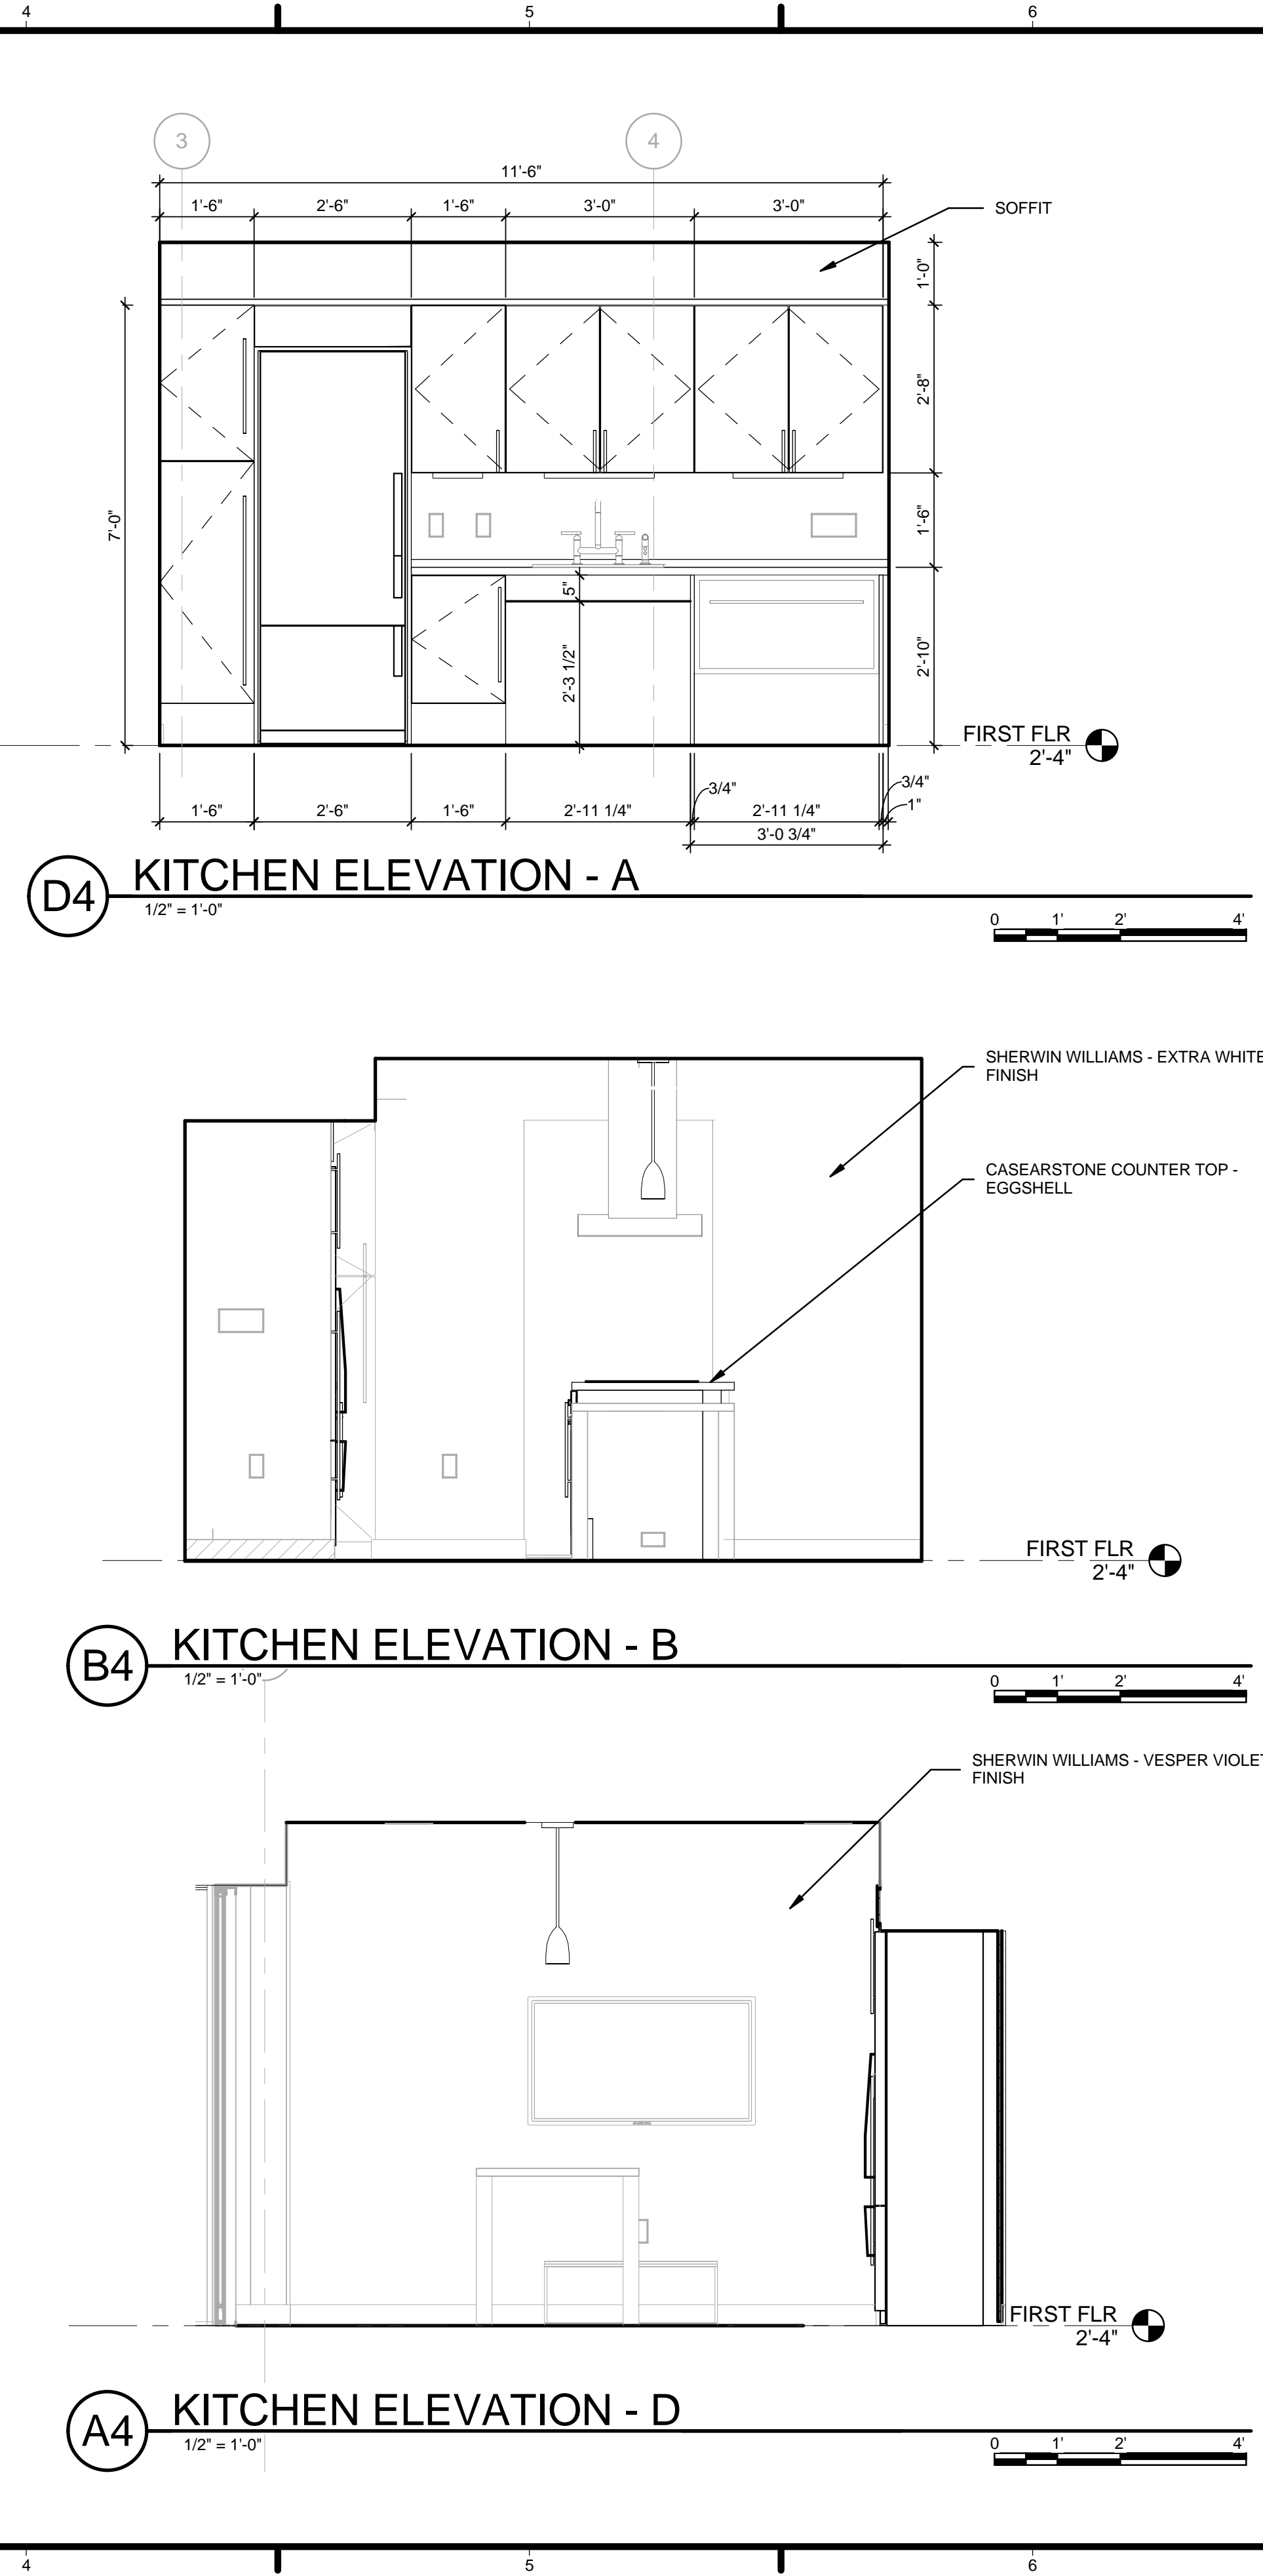 4 5 6
3 4
11'-6"
1'-6" 2'-6" 1'-6" 3'-0" 3'-0"
SOFFIT
1'-0"
2'-8"
7'-0"
1'-6"
5"
2'-3 1/2"
2'-10"
FIRST FLR
2'-4"
3/4"
3/4"
1"
1'-6" 2'-6" 1'-6" 2'-11 1/4" 2'-11 1/4"
3'-0 3/4"
D4 KITCHEN ELEVATION - A
1/2" = 1'-0"
0 1' 2' 4'
SHERWIN WILLIAMS - EXTRA WHITE
FINISH
CASEARSTONE COUNTER TOP -
EGGSHELL
FIRST FLR
2'-4"
B4 KITCHEN ELEVATION - B
1/2" = 1'-0"
0 1' 2' 4'
SHERWIN WILLIAMS - VESPER VIOLET
FINISH
FIRST FLR
2'-4"
A4 KITCHEN ELEVATION - D
1/2" = 1'-0"
0 1' 2' 4'
4 5 6